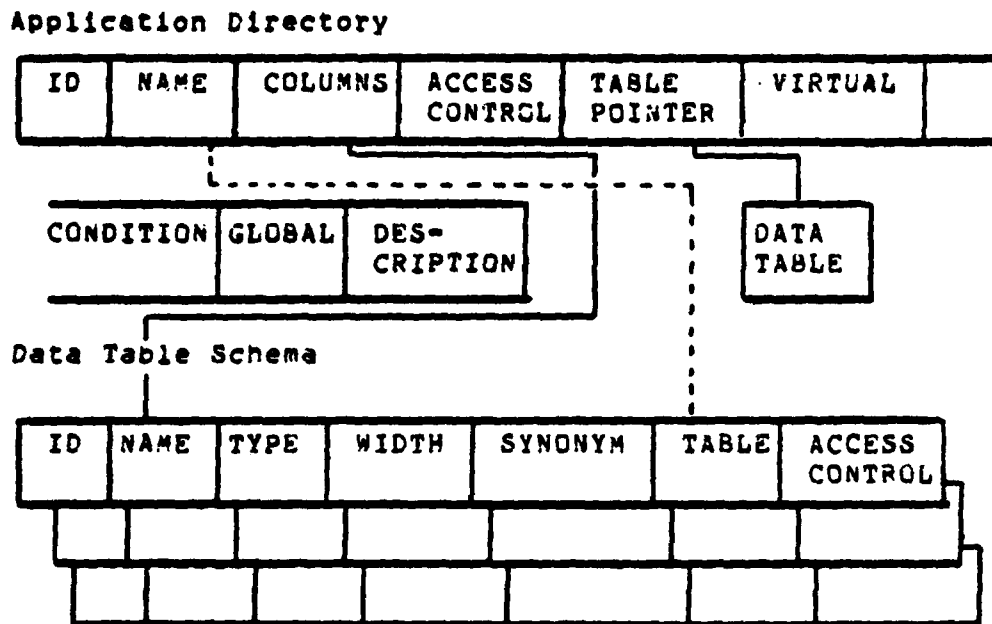 Application Directory
ID NAME COLUMNS ACCESS TABLE VIRTUAL
CONTROL POINTER
CONDITION GLOBAL DES-
CRIPTION
DATA
TABLE
Data Table Schema
ID NAME TYPE WIDTH SYNONYM TABLE ACCESS
CONTROL